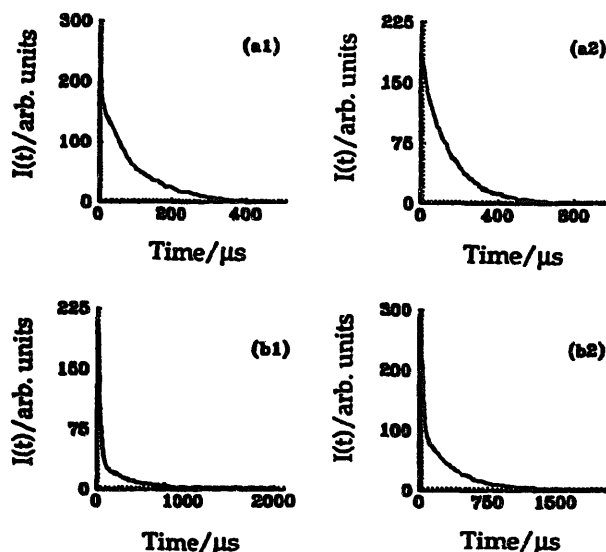 I(t)/arb. units
300
200
100
0
(a1)
0
200
400
Time/μs
I(t)/arb. units
225
150
75
0
(a2)
0
400
800
Time/μs
I(t)/arb. units
225
150
75
0
(b1)
0
1000
2000
Time/μs
I(t)/arb. units
300
200
100
0
(b2)
0
750
1500
Time/μs